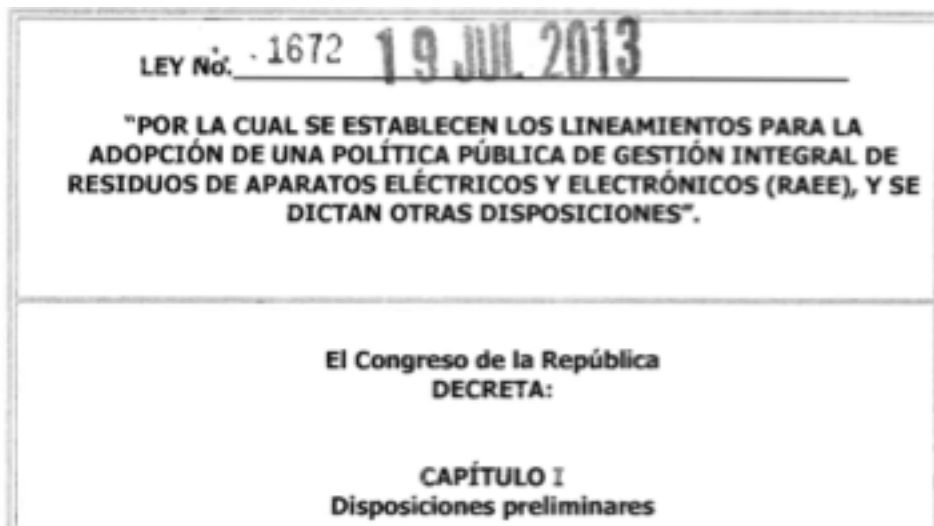 LEY No. 1672 19 JUL 2013
"POR LA CUAL SE ESTABLECEN LOS LINEAMIENTOS PARA LA
ADOPCIÓN DE UNA POLÍTICA PÚBLICA DE GESTIÓN INTEGRAL DE
RESIDUOS DE APARATOS ELÉCTRICOS Y ELECTRÓNICOS (RAEE), Y SE
DICTAN OTRAS DISPOSICIONES".
El Congreso de la República
DECRETA:
CAPÍTULO I
Disposiciones preliminares